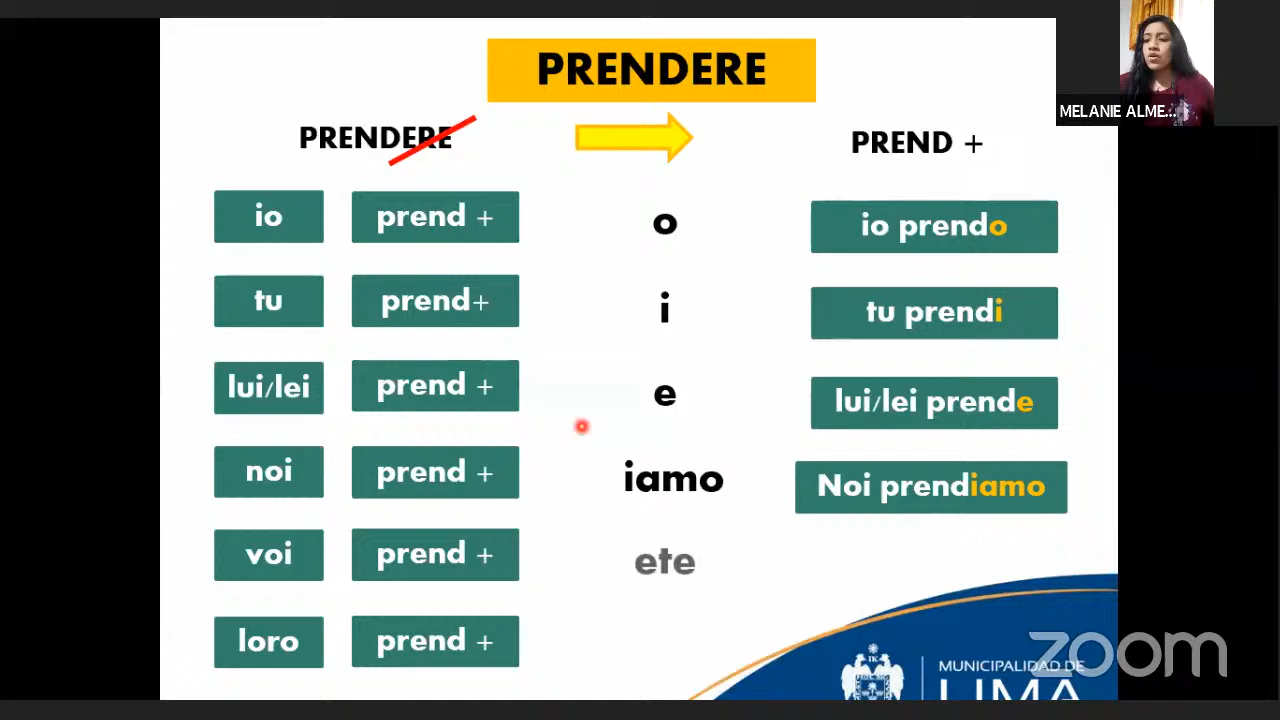 PRENDERE
MELANIE ALME...
PRENDERE
PREND +
io prend + o io prendo
tu prend+ i tu prendi
lui/lei prend + e lui/lei prende
noi prend + iamo Noi prendiamo
voi prend + ete
loro prend +
zoom
MUNICIPALIDAD DE
LIMA